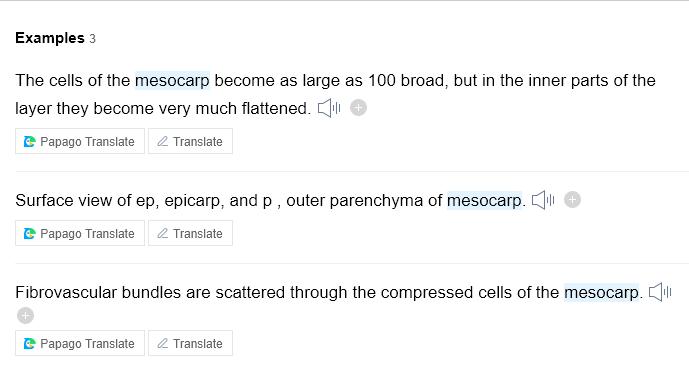 Examples 3
The cells of the mesocarp become as large as 100 broad, but in the inner parts of the
layer they become very much flattened.
Papago Translate Translate
Surface view of ep, epicarp, and p , outer parenchyma of mesocarp.
Papago Translate Translate
Fibrovascular bundles are scattered through the compressed cells of the mesocarp.
Papago Translate Translate